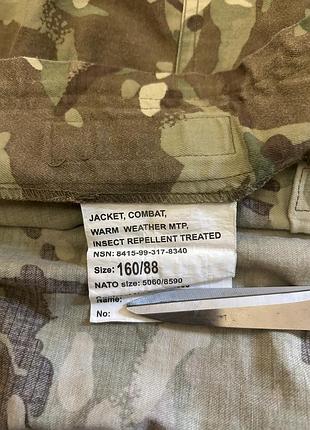 JACKET, COMBAT,
WARM WEATHER MTP,
INSECT REPELLENT TREATED
NSN: 8415-99-317-8340
Size: 160/88
NATO size: 5060/8590
Name:
No: